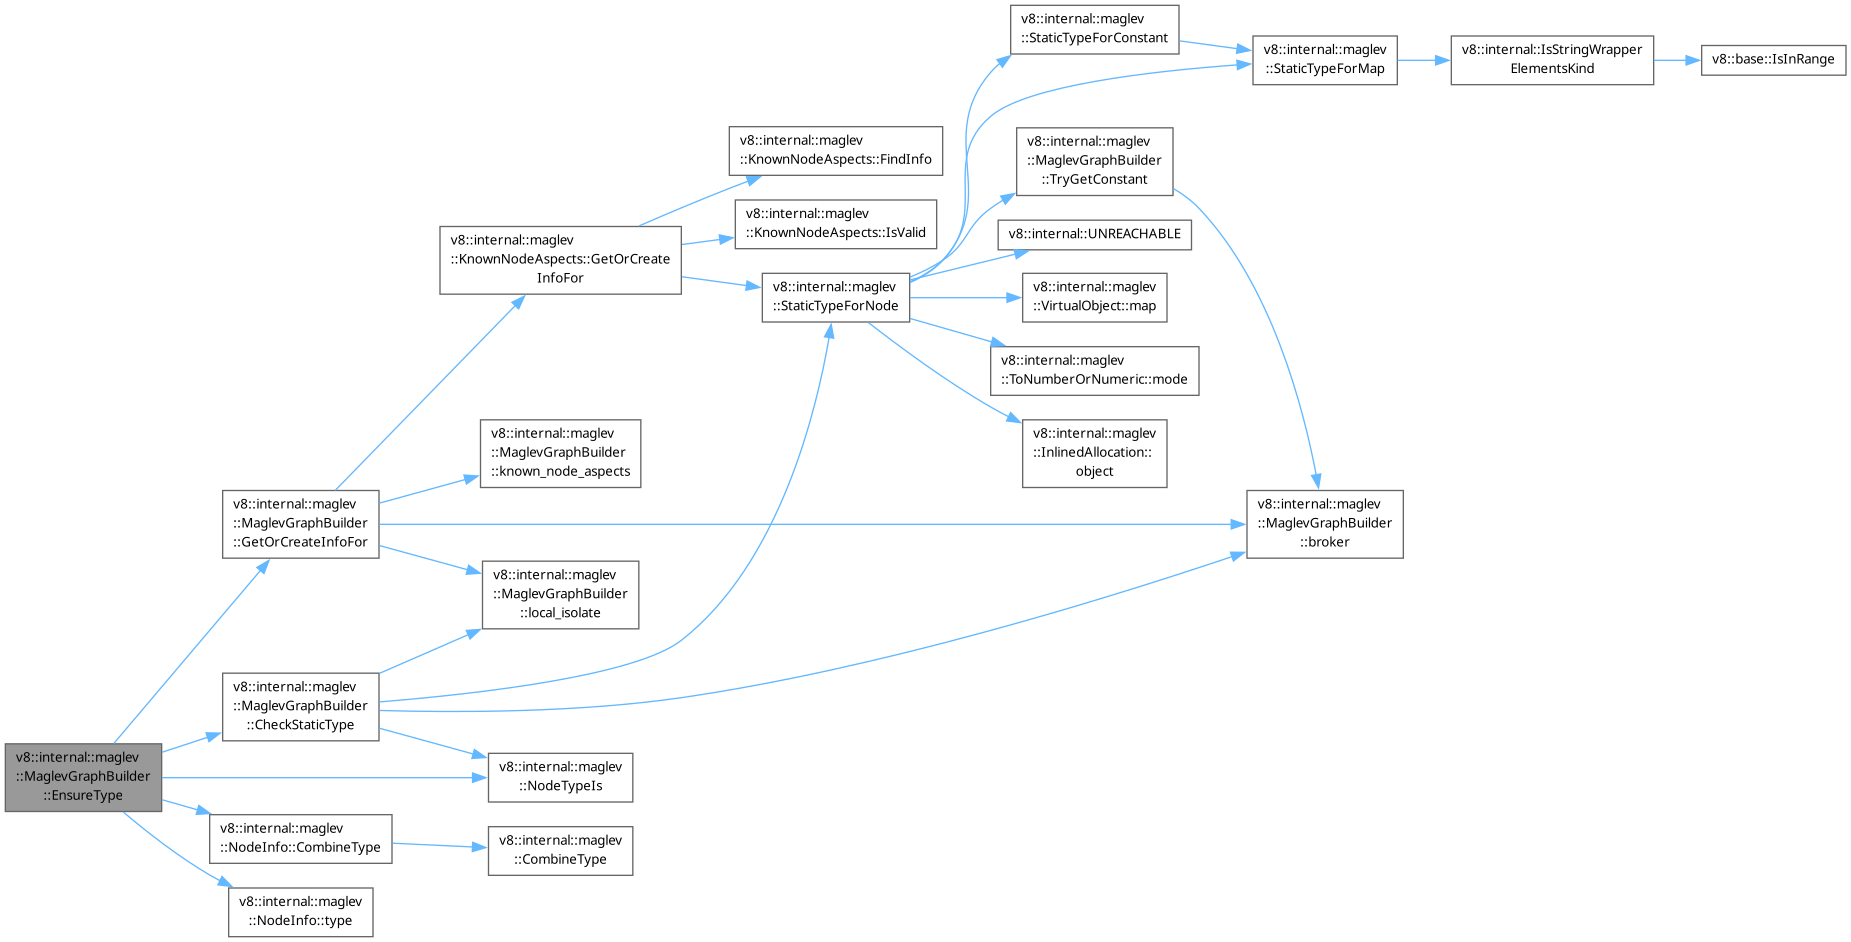 v8::internal::maglev
::MaglevGraphBuilder
::EnsureType
v8::internal::maglev
::MaglevGraphBuilder
::GetOrCreateInfoFor
v8::internal::maglev
::MaglevGraphBuilder
::CheckStaticType
v8::internal::maglev
::NodeInfo::CombineType
v8::internal::maglev
::NodeInfo::type
v8::internal::maglev
::KnownNodeAspects::GetOrCreate
InfoFor
v8::internal::maglev
::MaglevGraphBuilder
::known_node_aspects
v8::internal::maglev
::MaglevGraphBuilder
::local_isolate
v8::internal::maglev
::NodeTypeIs
v8::internal::maglev
::CombineType
v8::internal::maglev
::KnownNodeAspects::FindInfo
v8::internal::maglev
::KnownNodeAspects::IsValid
v8::internal::maglev
::StaticTypeForNode
v8::internal::maglev
::StaticTypeForConstant
v8::internal::maglev
::MaglevGraphBuilder
::TryGetConstant
v8::internal::UNREACHABLE
v8::internal::maglev
::VirtualObject::map
v8::internal::maglev
::ToNumberOrNumeric::mode
v8::internal::maglev
::InlinedAllocation::
object
v8::internal::maglev
::StaticTypeForMap
v8::internal::maglev
::MaglevGraphBuilder
::broker
v8::internal::IsStringWrapper
ElementsKind
v8::base::IsInRange